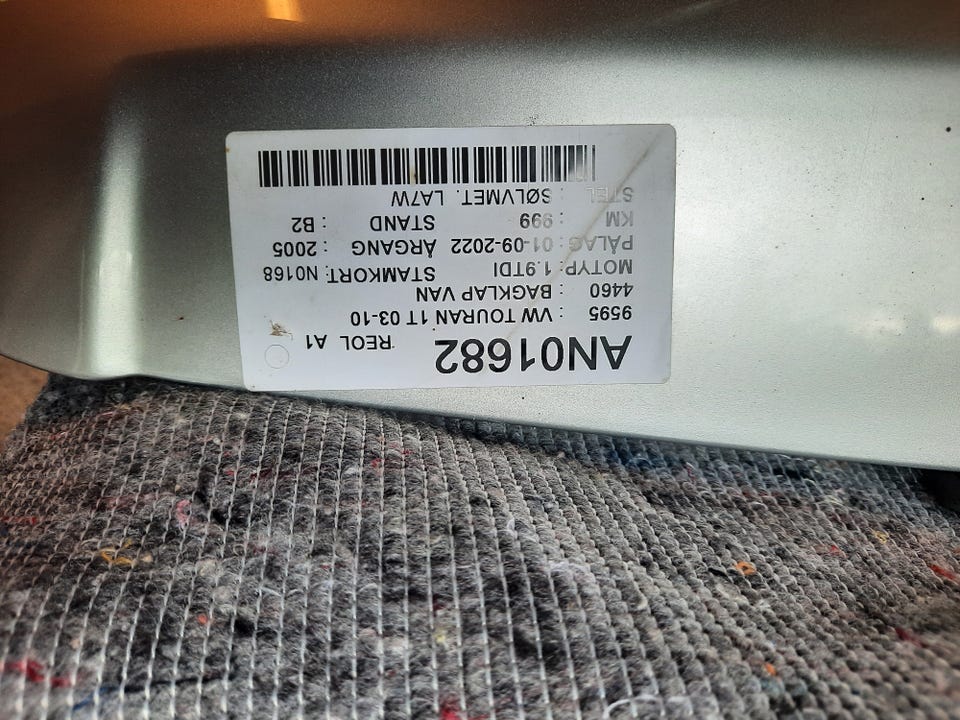 AN01682 REOL A1
9595 : VW TOURAN 1T 03-10
4460 : BAGKLAP VAN
MOTYP: 1.9TDI STAMKORT: N0168
PÅLAG : 01-09-2022 ÅRGANG : 2005
KM : 999 STAND : B2
STEL : SØLVMET. LA7W